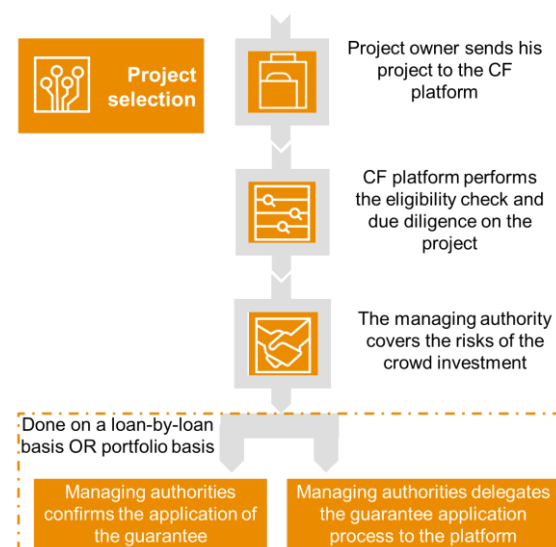 Project
selection
Project owner sends his
project to the CF
platform
CF platform performs
the eligibility check and
due diligence on the
project
The managing authority
covers the risks of the
crowd investment
Done on a loan-by-loan
basis OR portfolio basis
Managing authorities
confirms the application of
the guarantee
Managing authorities delegates
the guarantee application
process to the platform